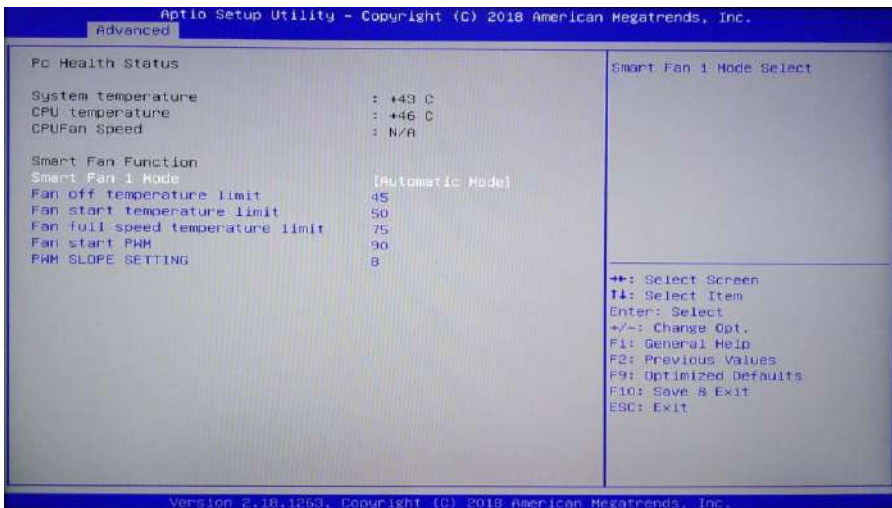 Aptio Setup Utility - Copyright (C) 2018 American Megatrends, Inc.
Advanced
Pc Health Status
System temperature : +43 C
CPU temperature : +46 C
CPUFan Speed : N/A
Smart Fan Function
Smart Fan 1 Mode [Automatic Mode]
Fan off temperature limit 45
Fan start temperature limit 50
Fan full speed temperature limit 75
Fan start PWM 90
PWM SLOPE SETTING 8
Smart Fan 1 Mode Select
→←: Select Screen
↑↓: Select Item
Enter: Select
+/-: Change Opt.
F1: General Help
F2: Previous Values
F9: Optimized Defaults
F10: Save & Exit
ESC: Exit
Version 2.18.1263. Copyright (C) 2018 American Megatrends, Inc.